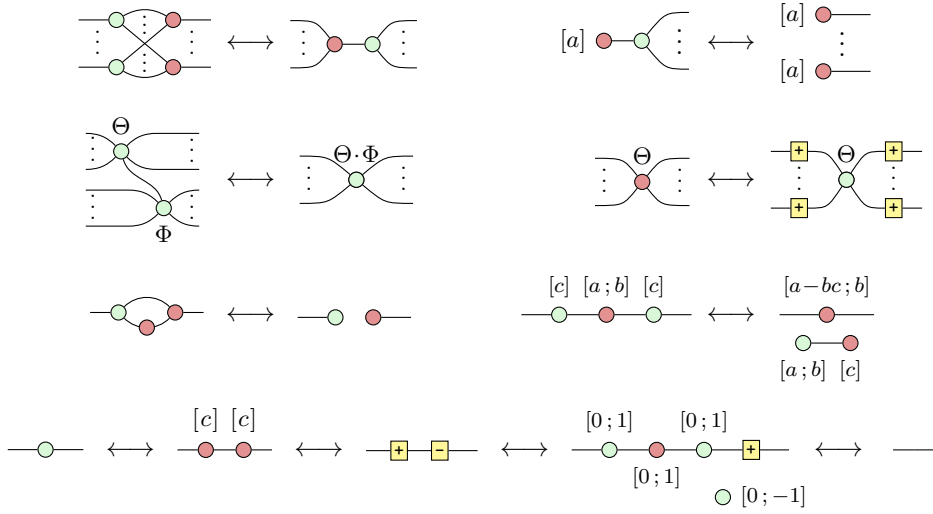 [a]
[a]
[a]
Θ
Φ
Θ·Φ
Θ
+ Θ +
+ +
[c] [a ; b] [c]
[a−bc ; b]
[a ; b] [c]
[c] [c]
+ −
[0 ; 1] [0 ; 1]
+
[0 ; 1]
[0 ; −1]